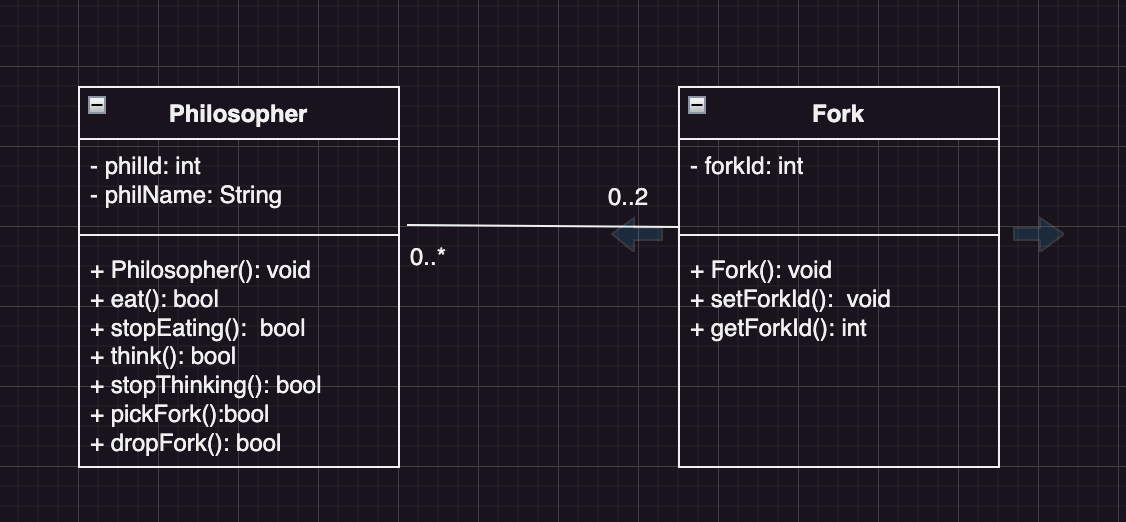 Philosopher
- philId: int
- philName: String
+ Philosopher(): void
+ eat(): bool
+ stopEating():  bool
+ think(): bool
+ stopThinking(): bool
+ pickFork():bool
+ dropFork(): bool
0..*
0..2
Fork
- forkId: int
+ Fork(): void
+ setForkId():  void
+ getForkId(): int